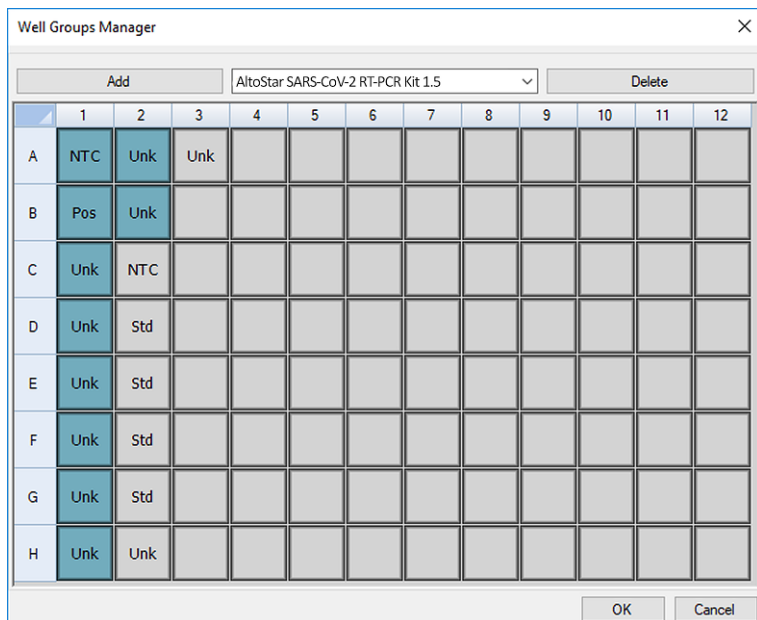 Well Groups Manager
Add AltoStar SARS-CoV-2 RT-PCR Kit 1.5 Delete
1 2 3 4 5 6 7 8 9 10 11 12
A NTC Unk Unk
B Pos Unk
C Unk NTC
D Unk Std
E Unk Std
F Unk Std
G Unk Std
H Unk Unk
OK Cancel